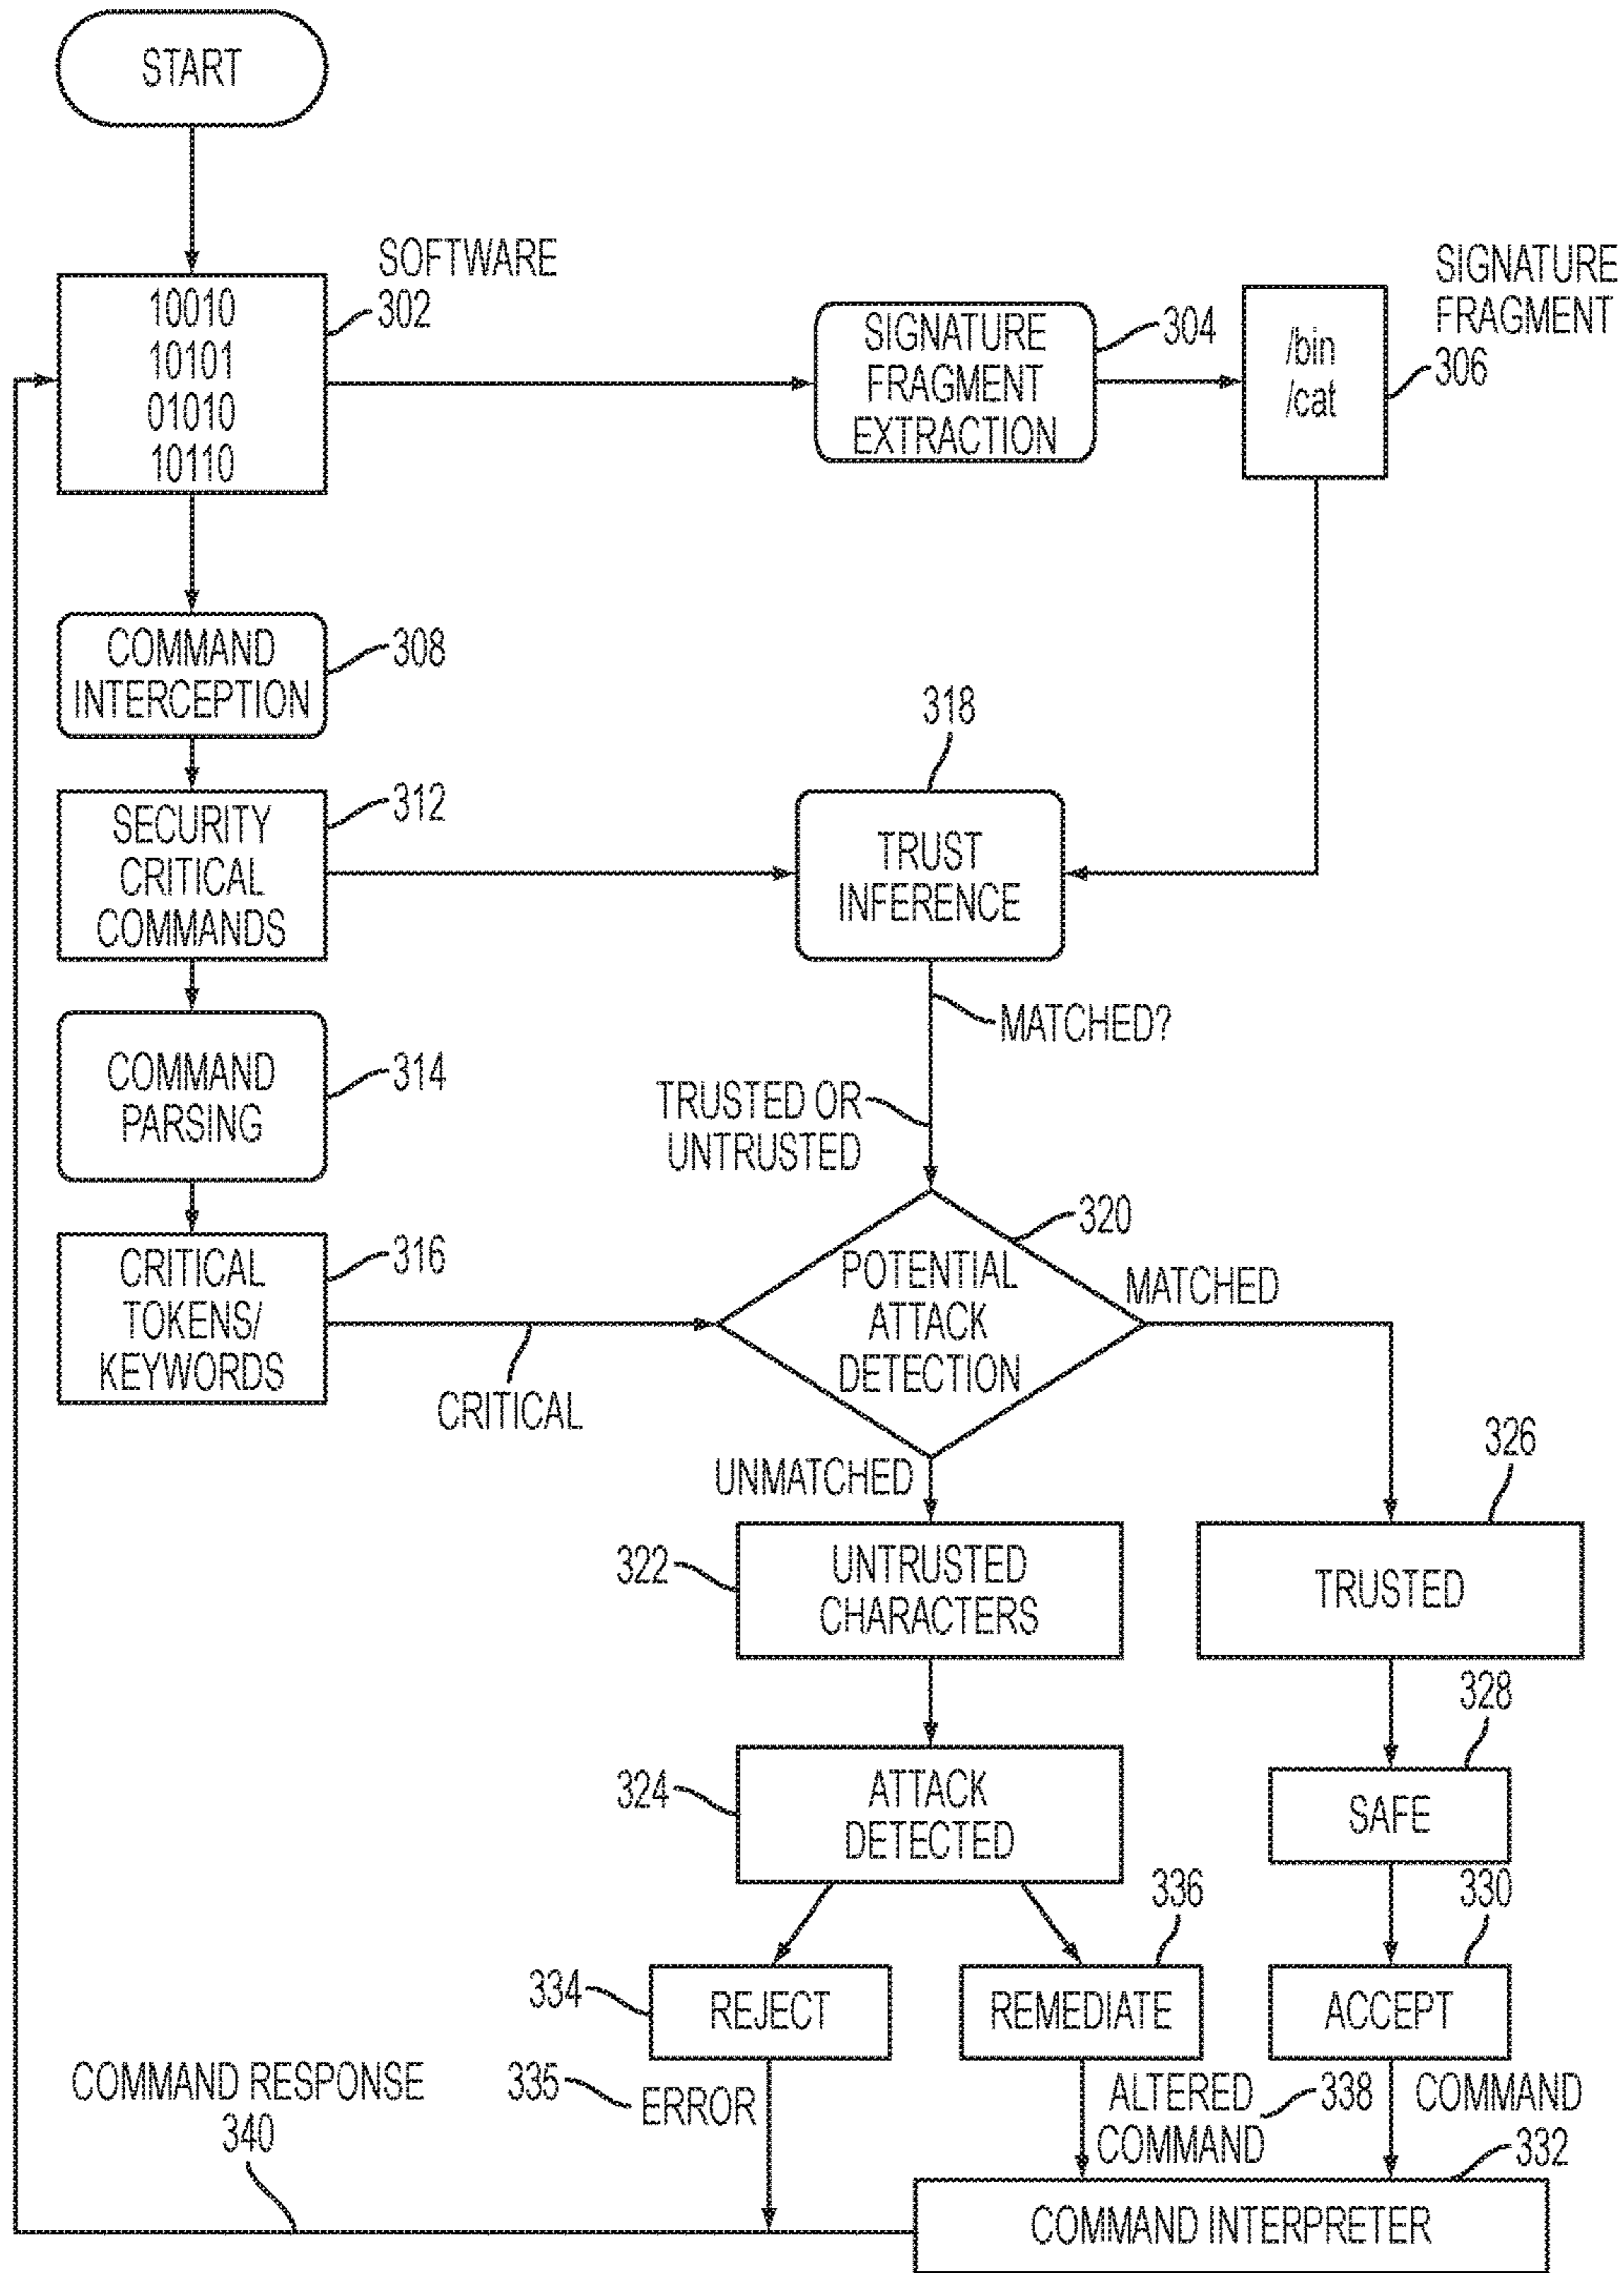 START
SOFTWARE
302
10010
10101
01010
10110
SIGNATURE
FRAGMENT
EXTRACTION
304
/bin
/cat
SIGNATURE
FRAGMENT
306
COMMAND
INTERCEPTION
308
SECURITY
CRITICAL
COMMANDS
312
318
TRUST
INFERENCE
MATCHED?
COMMAND
PARSING
314
TRUSTED OR
UNTRUSTED
CRITICAL
TOKENS/
KEYWORDS
316
CRITICAL
320
POTENTIAL
ATTACK
DETECTION
MATCHED
UNMATCHED
326
322
UNTRUSTED
CHARACTERS
TRUSTED
328
324
ATTACK
DETECTED
SAFE
336
330
334
REJECT
REMEDIATE
ACCEPT
335
ERROR
ALTERED
COMMAND
338
COMMAND
332
COMMAND RESPONSE
340
COMMAND INTERPRETER